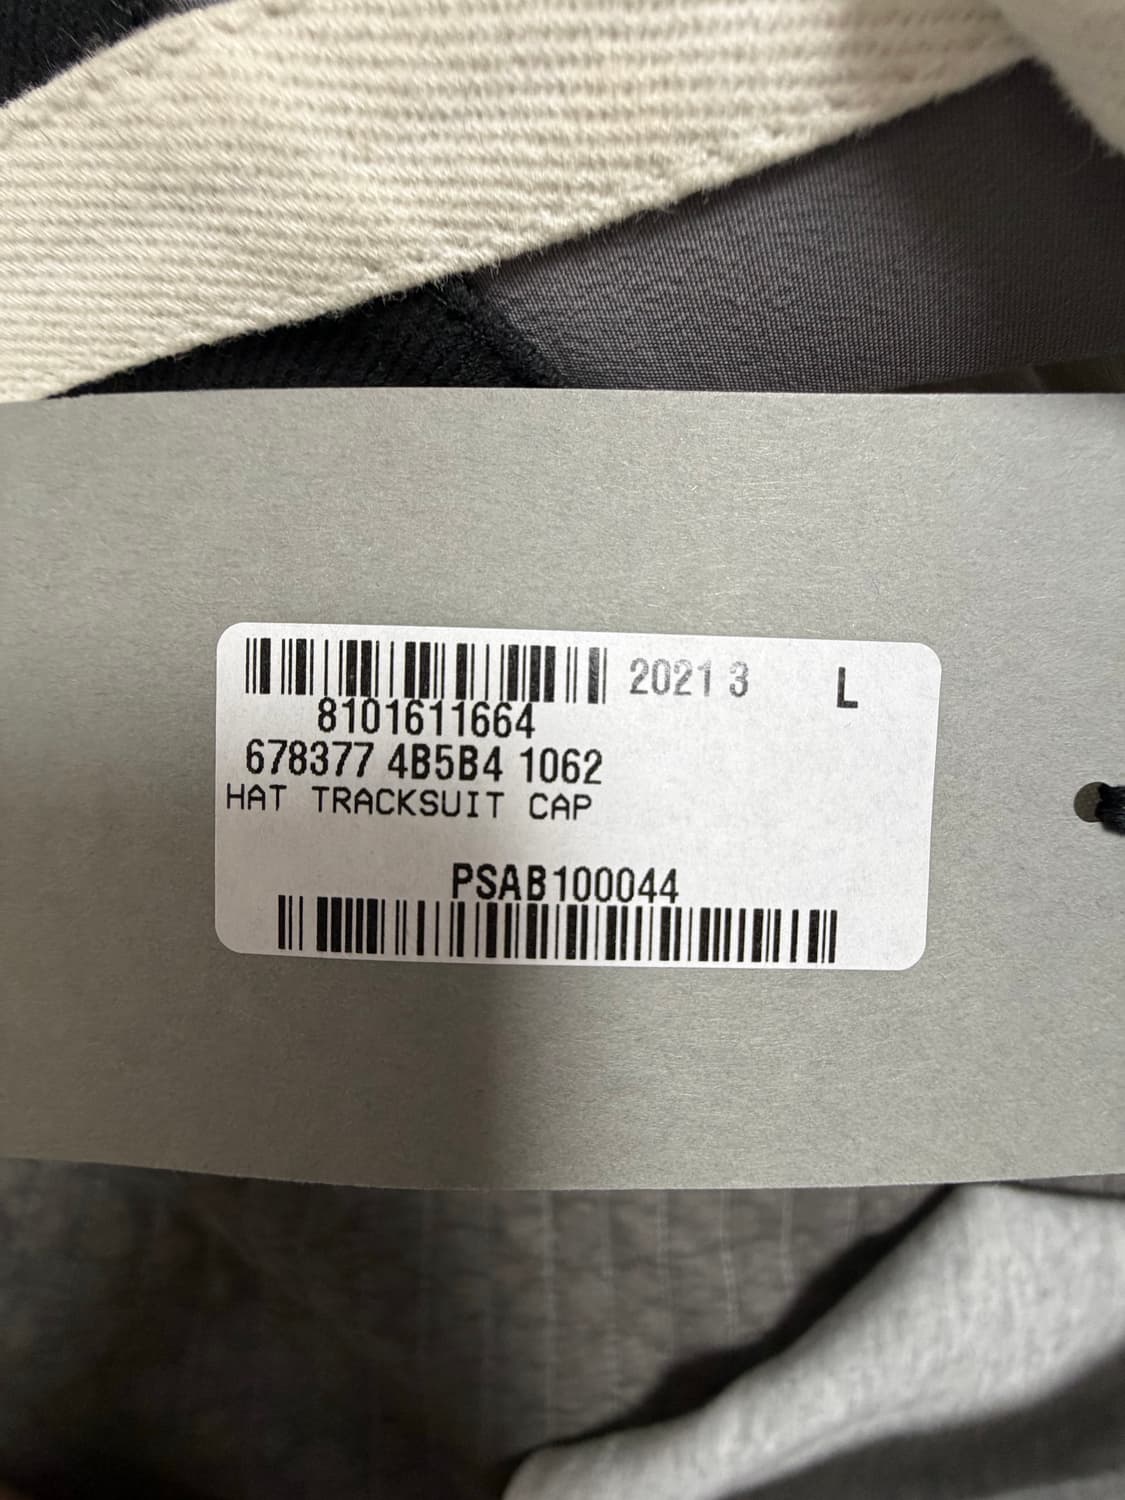 2021 3 L
8101611664
678377 4B5B4 1062
HAT TRACKSUIT CAP
PSAB100044